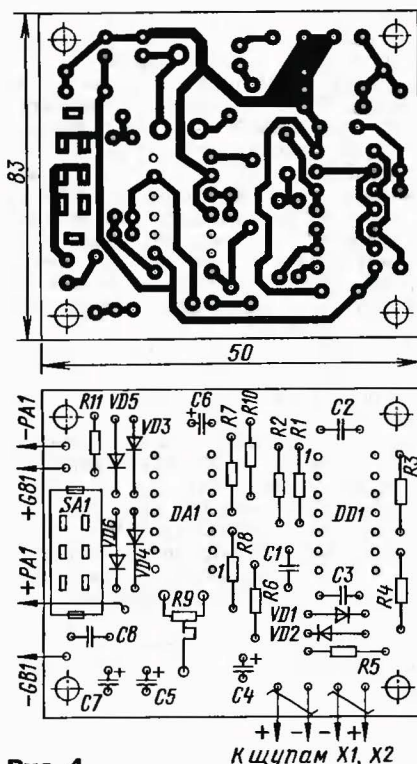 83
50
-PA1
+GB1
+PA1
-GB1
R11
VD5
VD3
C6
R7
R10
R2
R1
C2
R3
SA1
DA1
1
DD1
VD6
VD4
R8
1
C1
C3
R4
R9
R6
VD1
VD2
R5
C8
C7
C5
C4
+ - - +
К щупам X1, X2
Рис. 4